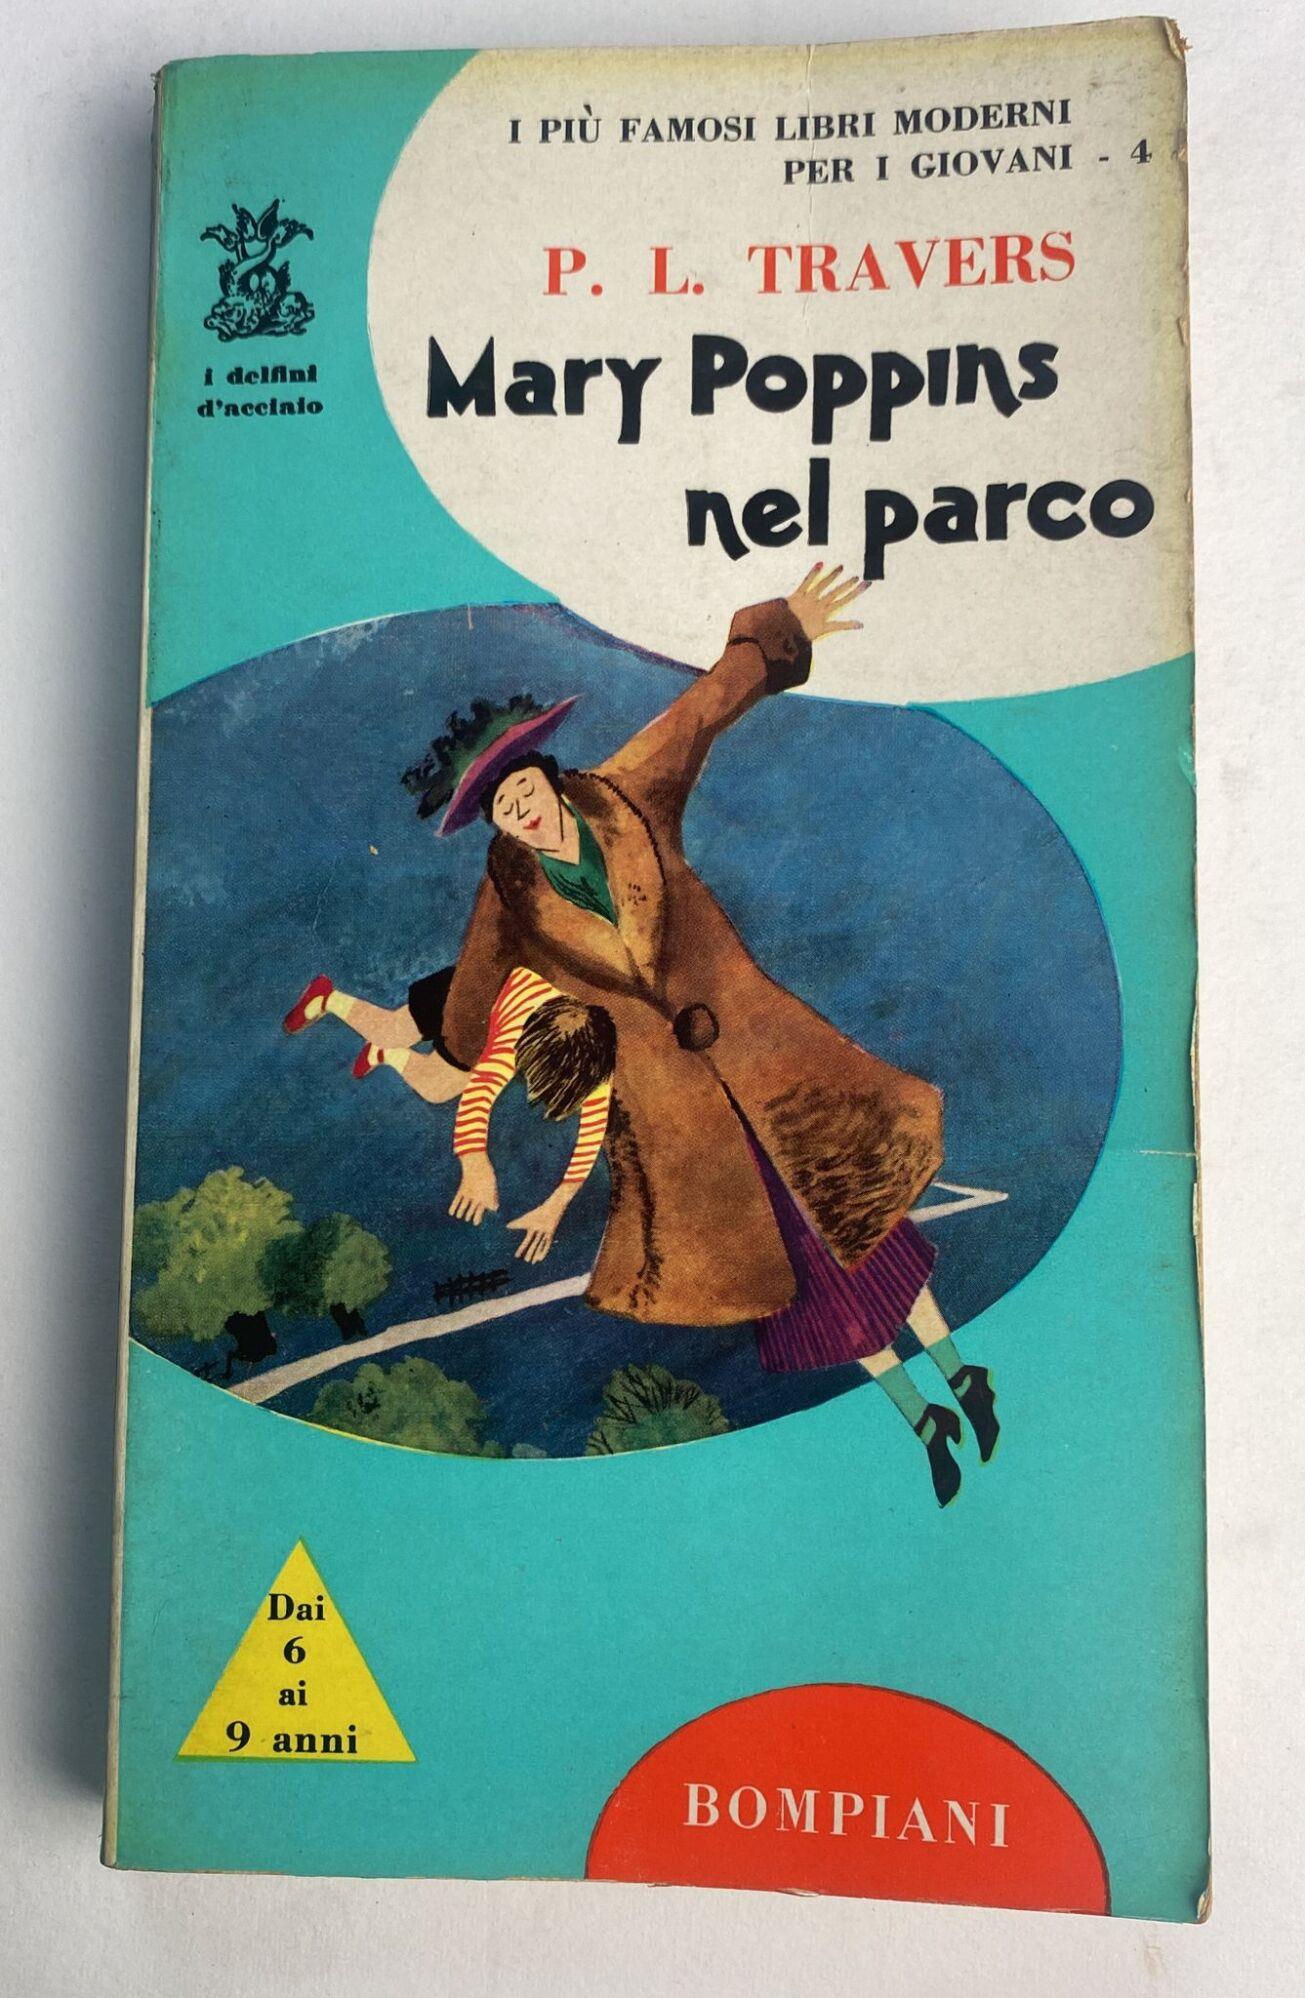 I PIÙ FAMOSI LIBRI MODERNI
PER I GIOVANI - 4
P. L. TRAVERS
Mary Poppins
nel parco
i delfini
d'acciaio
Dai
6
ai
9 anni
BOMPIANI